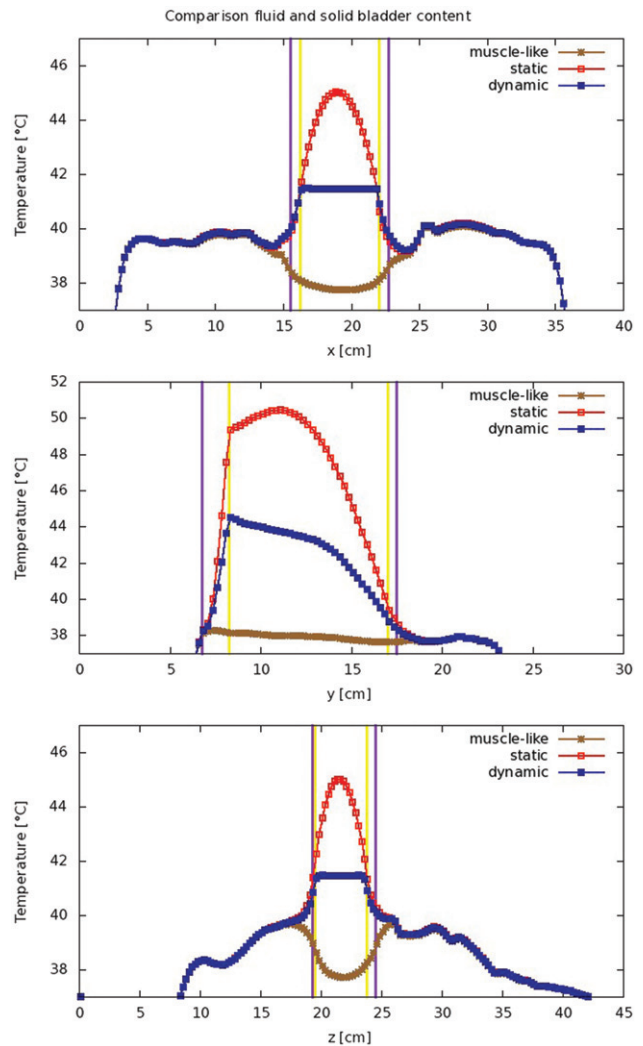 Comparison fluid and solid bladder content
46
44
42
40
38
Temperature [°C]
muscle-like
static
dynamic
0 5 10 15 20 25 30 35 40
x [cm]
52
50
48
46
44
42
40
38
Temperature [°C]
muscle-like
static
dynamic
0 5 10 15 20 25 30
y [cm]
46
44
42
40
38
Temperature [°C]
muscle-like
static
dynamic
0 5 10 15 20 25 30 35 40 45
z [cm]